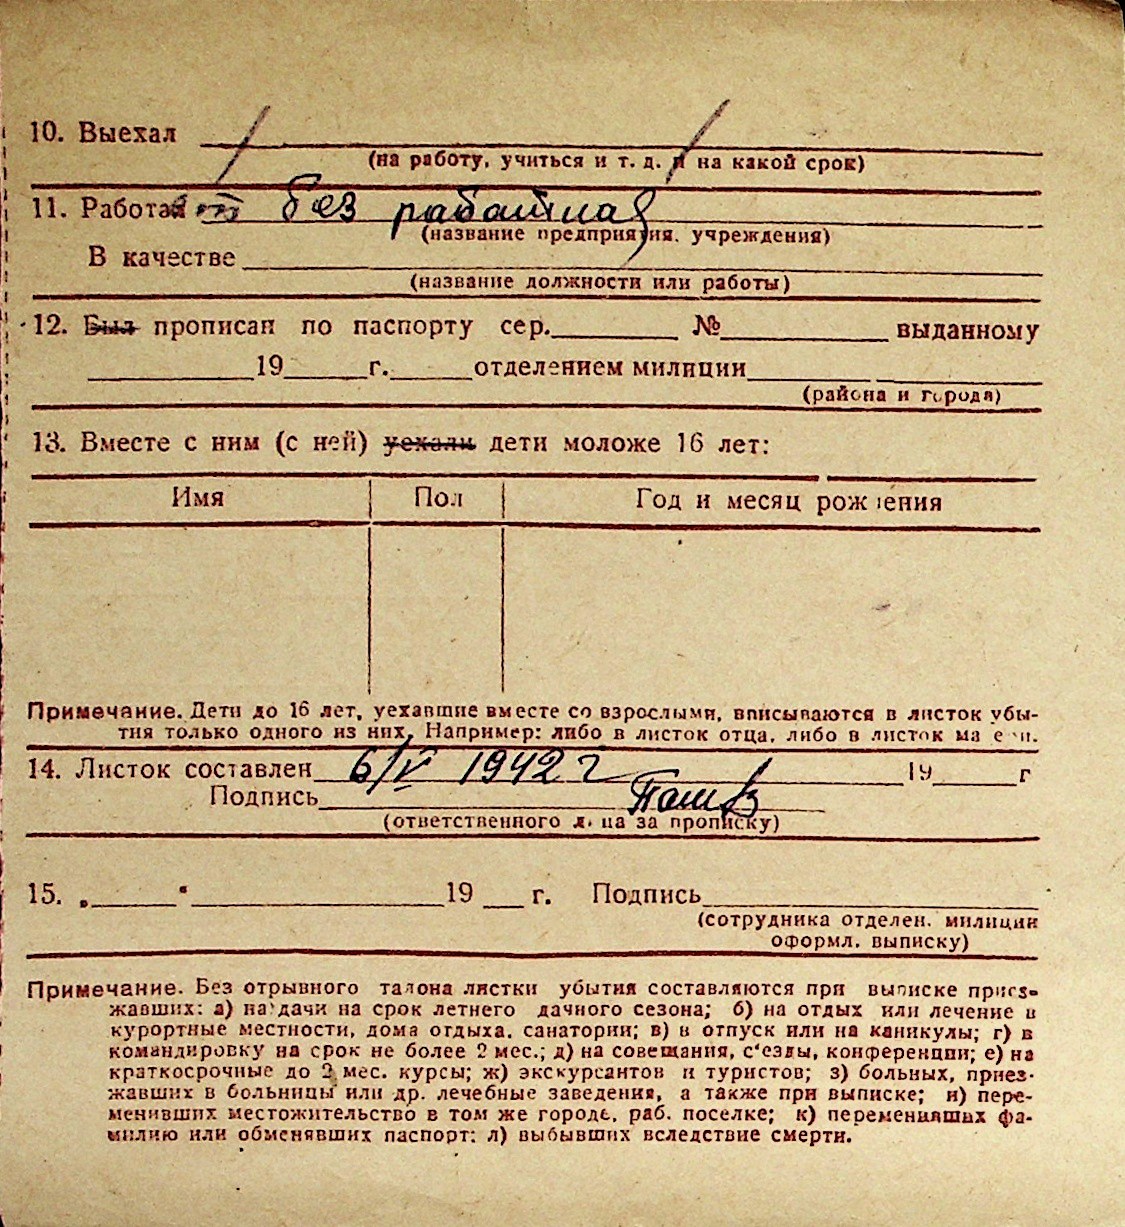 10. Выехал
(на работу, учиться и т. д. и на какой срок)
11. Работа без работная
(название предприятия, учреждения)
В качестве
(название должности или работы)
12. Был прописан по паспорту сер. № выданному
19 г. отделением милиции
(района и города)
13. Вместе с ним (с ней) уехали дети моложе 16 лет:
Имя Пол Год и месяц рождения
Примечание. Дети до 16 лет, уехавшие вместе со взрослыми, вписываются в листок убы-
тия только одного из них. Например: либо в листок отца, либо в листок матери.
14. Листок составлен 6/V 1942 г 19 г
Подпись
(ответственного лица за прописку)
15. „ " 19 г. Подпись
(сотрудника отделен. милиции
оформл. выписку)
Примечание. Без отрывного талона листки убытия составляются при выписке приез-
жавших: а) на дачи на срок летнего дачного сезона; б) на отдых или лечение в
курортные местности, дома отдыха, санатории; в) в отпуск или на каникулы; г) в
командировку на срок не более 2 мес.; д) на совещания, с'езды, конференции; е) на
краткосрочные до 2 мес. курсы; ж) экскурсантов и туристов; з) больных, приез-
жавших в больницы или др. лечебные заведения, а также при выписке; и) пере-
менивших местожительство в том же городе, раб. поселке; к) переменивших фа-
милию или обменявших паспорт; л) выбывших вследствие смерти.